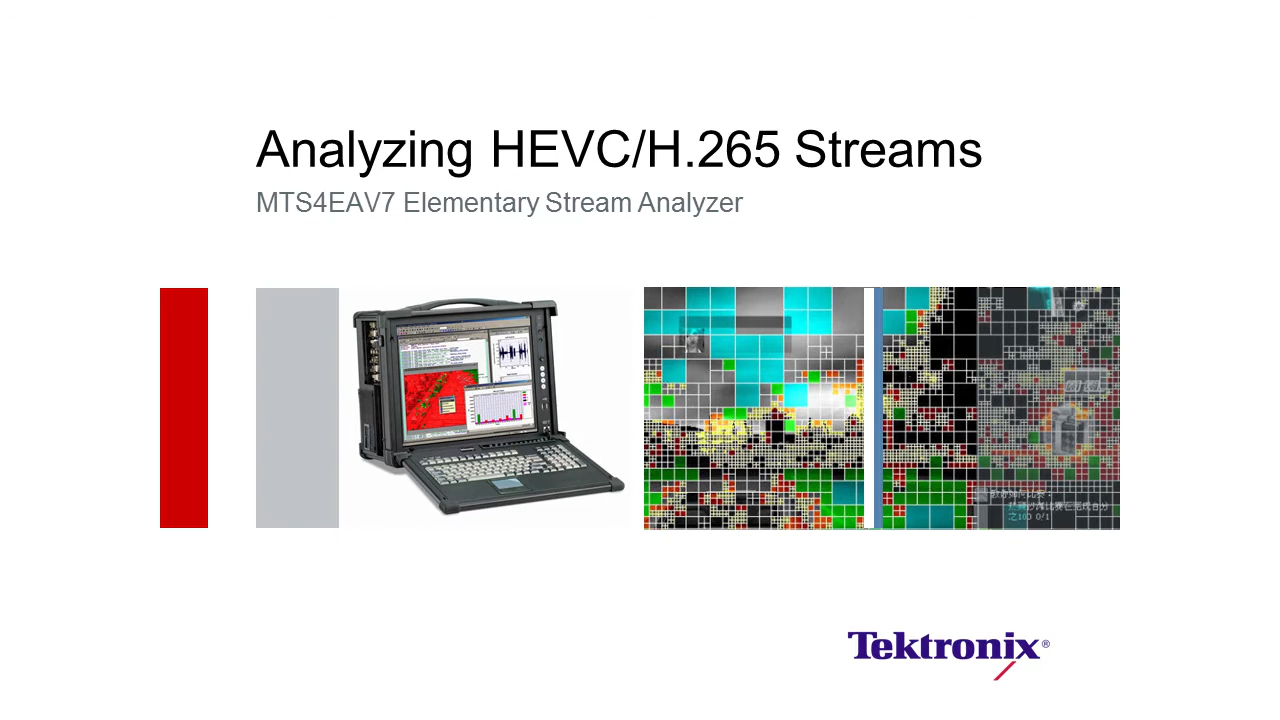 Analyzing HEVC/H.265 Streams
MTS4EAV7 Elementary Stream Analyzer
Tektronix®